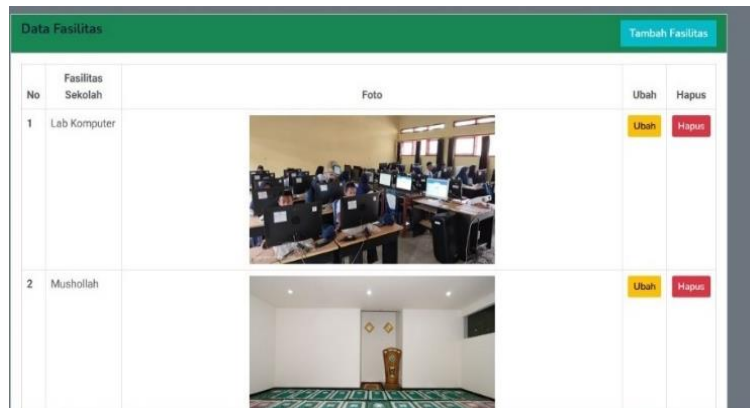 Data Fasilitas
Tambah Fasilitas
No
Fasilitas
Sekolah
Foto
Ubah
Hapus
1
Lab Komputer
Ubah
Hapus
2
Mushollah
Ubah
Hapus